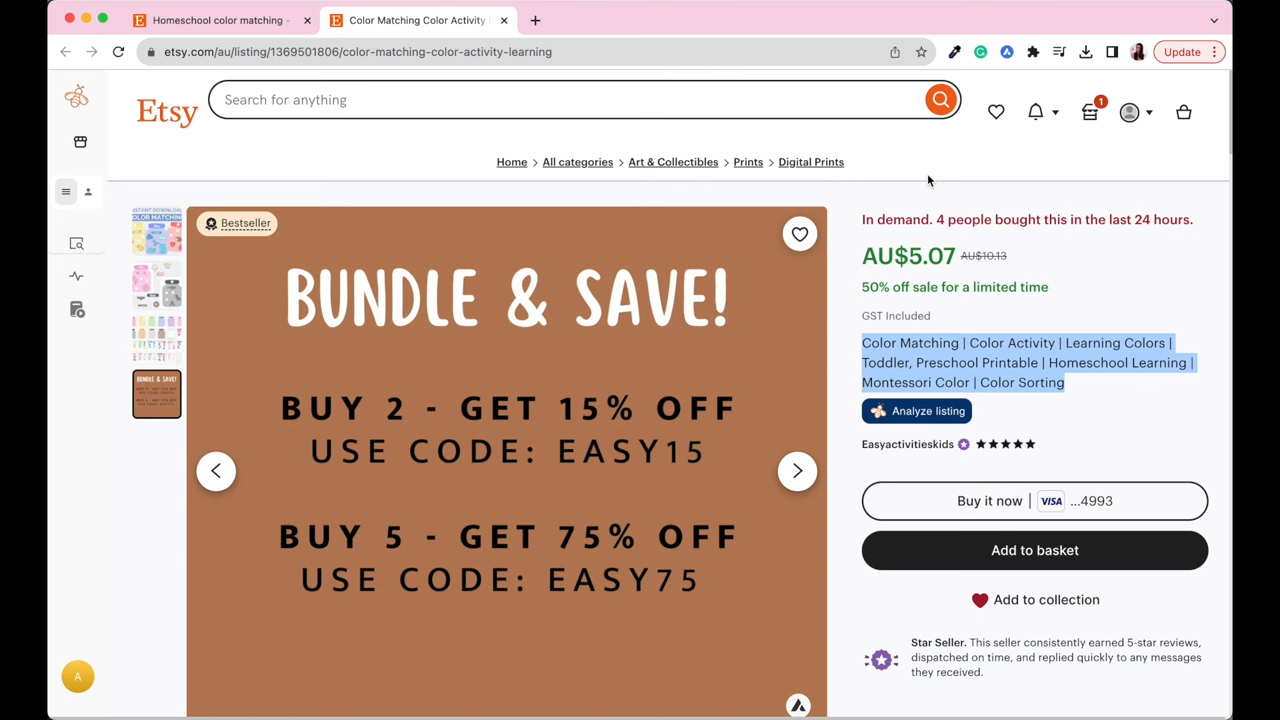 Homeschool color matching -
Color Matching Color Activity
etsy.com/au/listing/1369501806/color-matching-color-activity-learning
Update
Etsy
Search for anything
1
Home > All categories > Art & Collectibles > Prints > Digital Prints
Bestseller
BUNDLE & SAVE!
BUY 2 - GET 15% OFF
USE CODE: EASY15
BUY 5 - GET 75% OFF
USE CODE: EASY75
In demand. 4 people bought this in the last 24 hours.
AU$5.07 AU$10.13
50% off sale for a limited time
GST Included
Color Matching | Color Activity | Learning Colors |
Toddler, Preschool Printable | Homeschool Learning |
Montessori Color | Color Sorting
Analyze listing
Easyactivitieskids
Buy it now | VISA ...4993
Add to basket
Add to collection
Star Seller. This seller consistently earned 5-star reviews,
dispatched on time, and replied quickly to any messages
they received.
A
BUNDLE & SAVE!